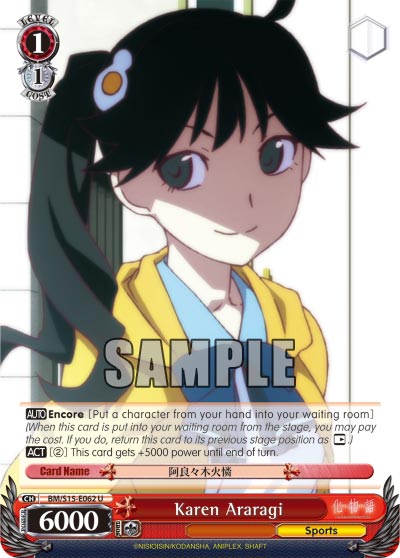 LEVEL
1
1
COST
SAMPLE
AUTO Encore [Put a character from your hand into your waiting room]
(When this card is put into your waiting room from the stage, you may pay
the cost. If you do, return this card to its previous stage position as .)
ACT [②] This card gets +5000 power until end of turn.
Card Name 阿良々木火憐
CH BM/S15-E062 U
POWER 6000 Karen Araragi 化物語
Sports
©NISIOISIN/KODANSHA, ANIPLEX, SHAFT